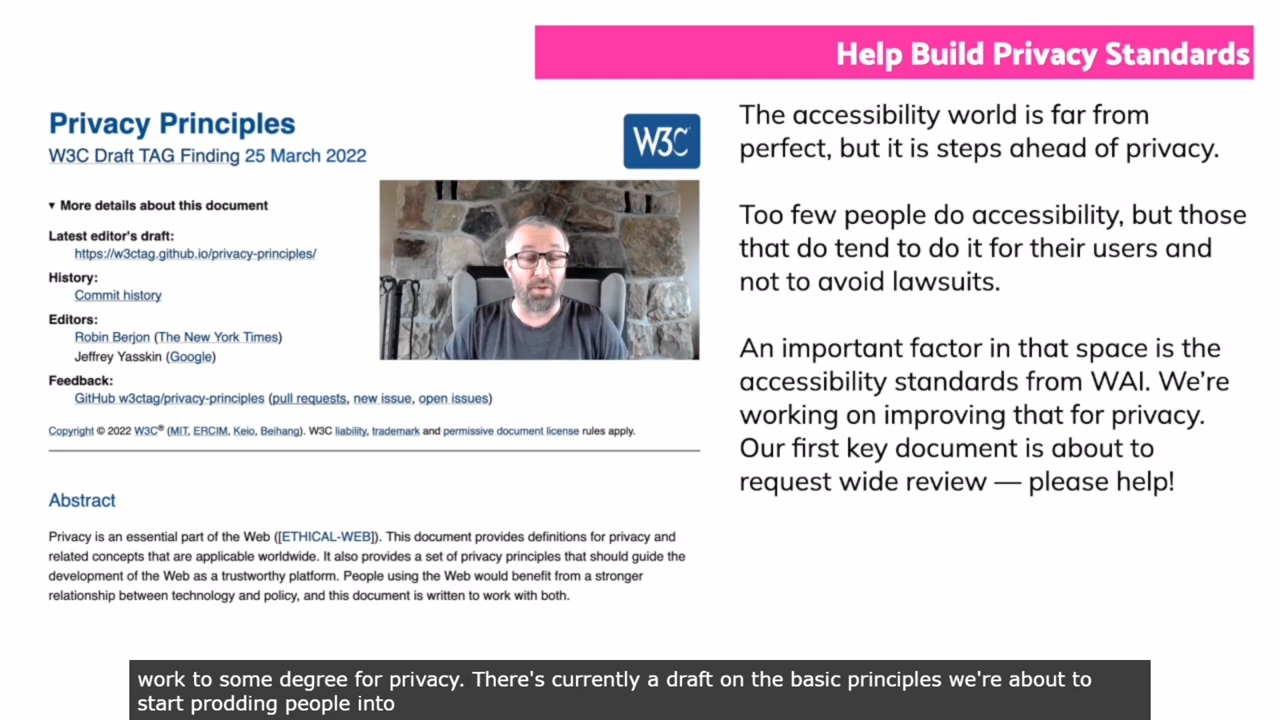 Help Build Privacy Standards
Privacy Principles
W3C Draft TAG Finding 25 March 2022
W3C
▾ More details about this document
Latest editor's draft:
https://w3ctag.github.io/privacy-principles/
History:
Commit history
Editors:
Robin Berjon (The New York Times)
Jeffrey Yasskin (Google)
Feedback:
GitHub w3ctag/privacy-principles (pull requests, new issue, open issues)
Copyright © 2022 W3C® (MIT, ERCIM, Keio, Beihang). W3C liability, trademark and permissive document license rules apply.
Abstract
Privacy is an essential part of the Web ([ETHICAL-WEB]). This document provides definitions for privacy and
related concepts that are applicable worldwide. It also provides a set of privacy principles that should guide the
development of the Web as a trustworthy platform. People using the Web would benefit from a stronger
relationship between technology and policy, and this document is written to work with both.
The accessibility world is far from
perfect, but it is steps ahead of privacy.
Too few people do accessibility, but those
that do tend to do it for their users and
not to avoid lawsuits.
An important factor in that space is the
accessibility standards from WAI. We're
working on improving that for privacy.
Our first key document is about to
request wide review — please help!
work to some degree for privacy. There's currently a draft on the basic principles we're about to
start prodding people into